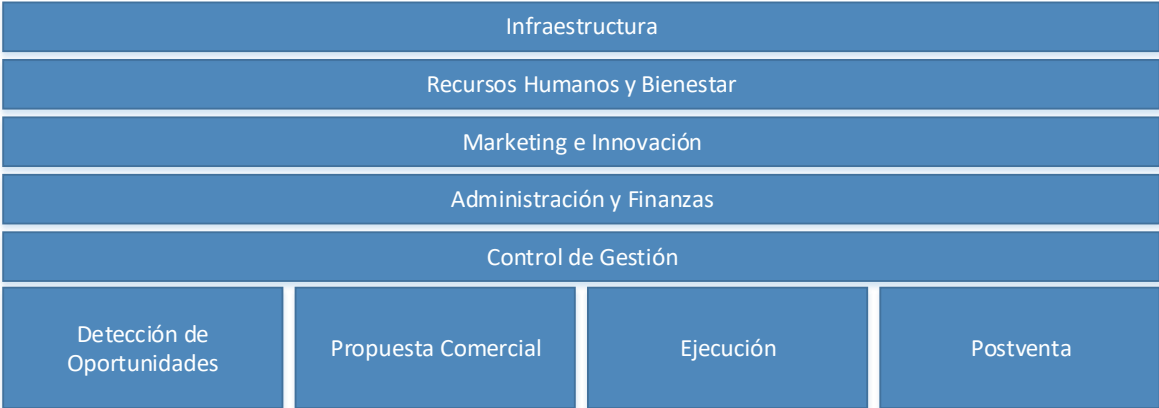 Infraestructura
Recursos Humanos y Bienestar
Marketing e Innovación
Administración y Finanzas
Control de Gestión
Detección de
Oportunidades
Propuesta Comercial
Ejecución
Postventa